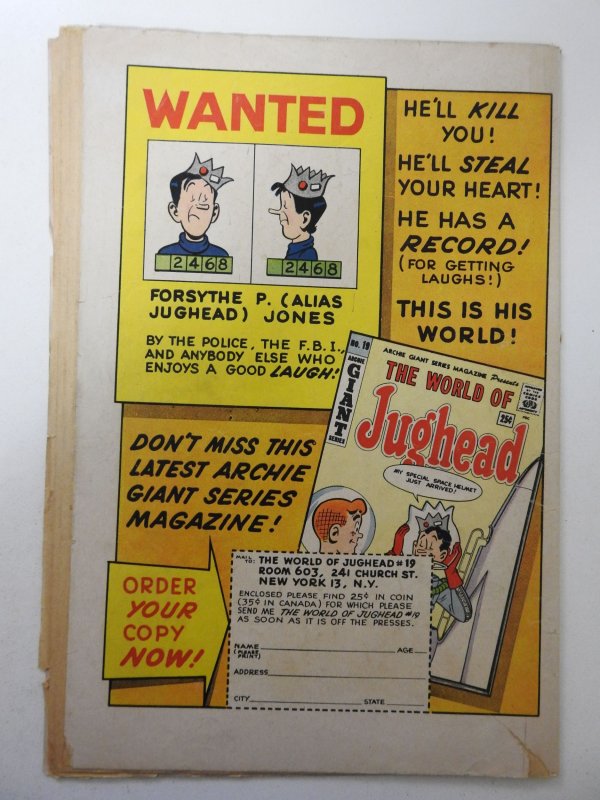 WANTED
2468
2468
FORSYTHE P. (ALIAS
JUGHEAD) JONES
BY THE POLICE, THE F.B.I.,
AND ANYBODY ELSE WHO
ENJOYS A GOOD LAUGH!
HE'LL KILL
YOU!
HE'LL STEAL
YOUR HEART!
HE HAS A
RECORD!
(FOR GETTING
LAUGHS!)
THIS IS HIS
WORLD!
DON'T MISS THIS
LATEST ARCHIE
GIANT SERIES
MAGAZINE!
NO. 19
ARCHIE
GIANT
SERIES
ARCHIE GIANT SERIES MAGAZINE Presents
THE WORLD OF
Jughead
25¢
DEC.
MY SPECIAL SPACE HELMET
JUST ARRIVED!
ORDER
YOUR
COPY
NOW!
MAIL
TO:
THE WORLD OF JUGHEAD #19
ROOM 603, 241 CHURCH ST.
NEW YORK 13, N.Y.
ENCLOSED PLEASE FIND 25¢ IN COIN
(35¢ IN CANADA) FOR WHICH PLEASE
SEND ME THE WORLD OF JUGHEAD #19
AS SOON AS IT IS OFF THE PRESSES.
NAME
(PLEASE
PRINT)
AGE
ADDRESS
CITY STATE